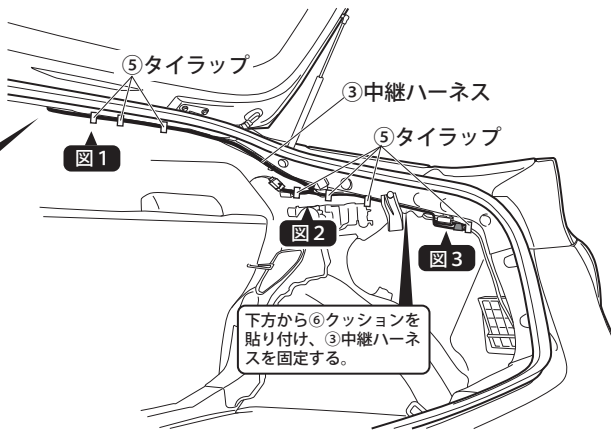 ⑤タイラップ
③中継ハーネス
⑤タイラップ
図1
図2
図3
下方から⑥クッションを
貼り付け、③中継ハーネ
スを固定する。